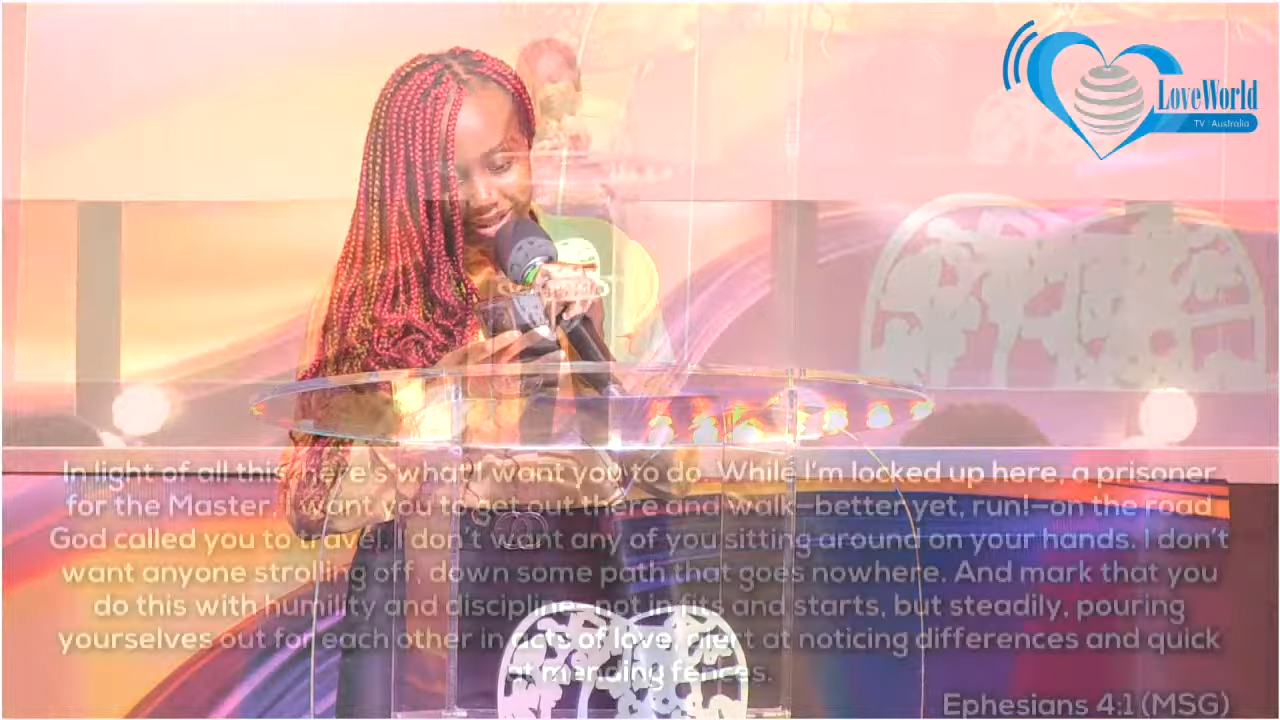 LoveWorld
TV | Australia
In light of all this, here's what I want you to do. While I'm locked up here, a prisoner
for the Master, I want you to get out there and walk—better yet, run!—on the road
God called you to travel. I don't want any of you sitting around on your hands. I don't
want anyone strolling off, down some path that goes nowhere. And mark that you
do this with humility and discipline—not in fits and starts, but steadily, pouring
yourselves out for each other in acts of love, alert at noticing differences and quick
at mending fences.
Ephesians 4:1 (MSG)